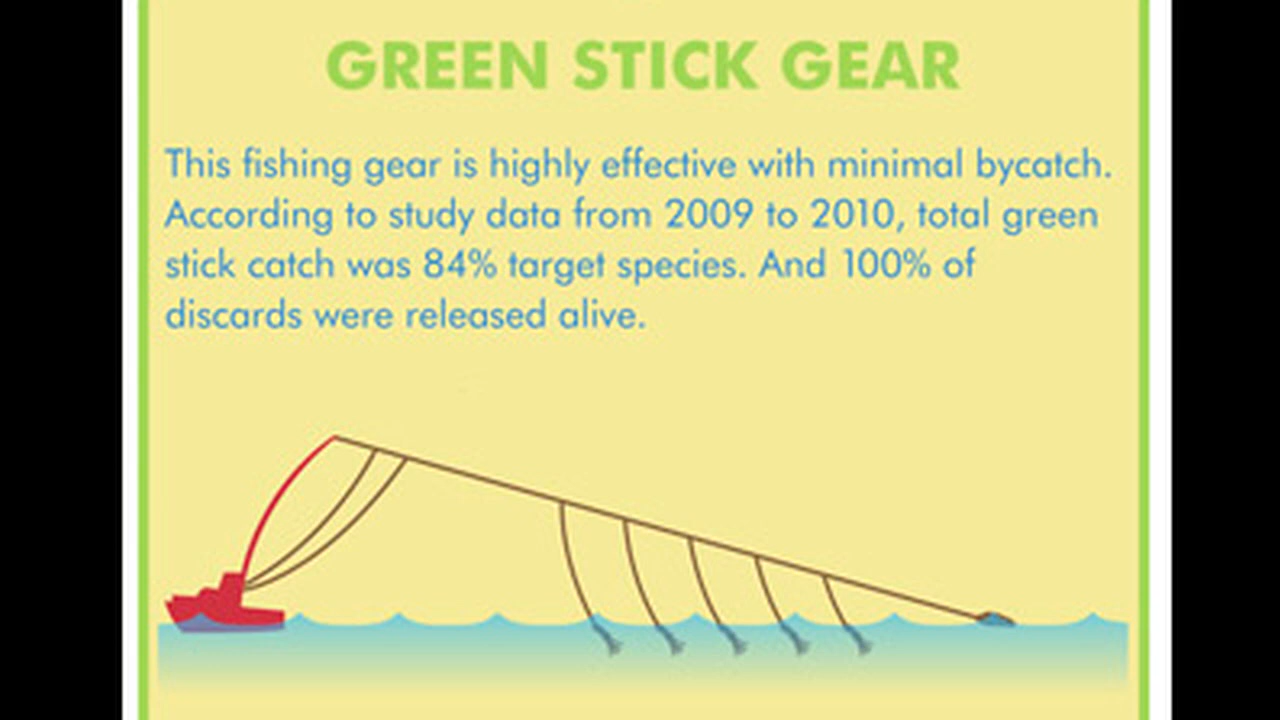 GREEN STICK GEAR
This fishing gear is highly effective with minimal bycatch.
According to study data from 2009 to 2010, total green
stick catch was 84% target species. And 100% of
discards were released alive.